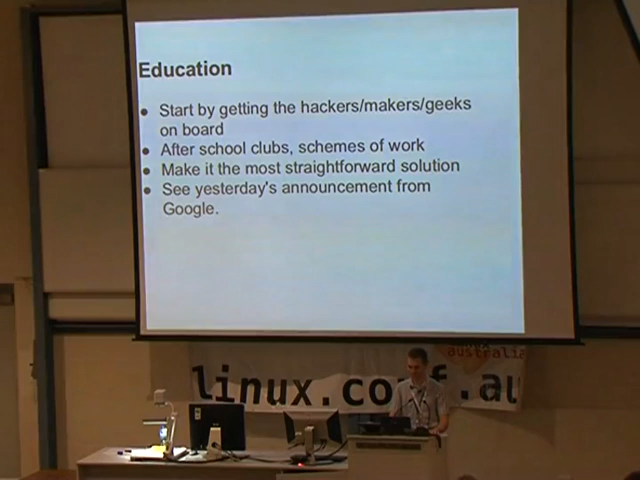 Education
● Start by getting the hackers/makers/geeks
on board
● After school clubs, schemes of work
● Make it the most straightforward solution
● See yesterday's announcement from
Google.
australia
linux.conf.au